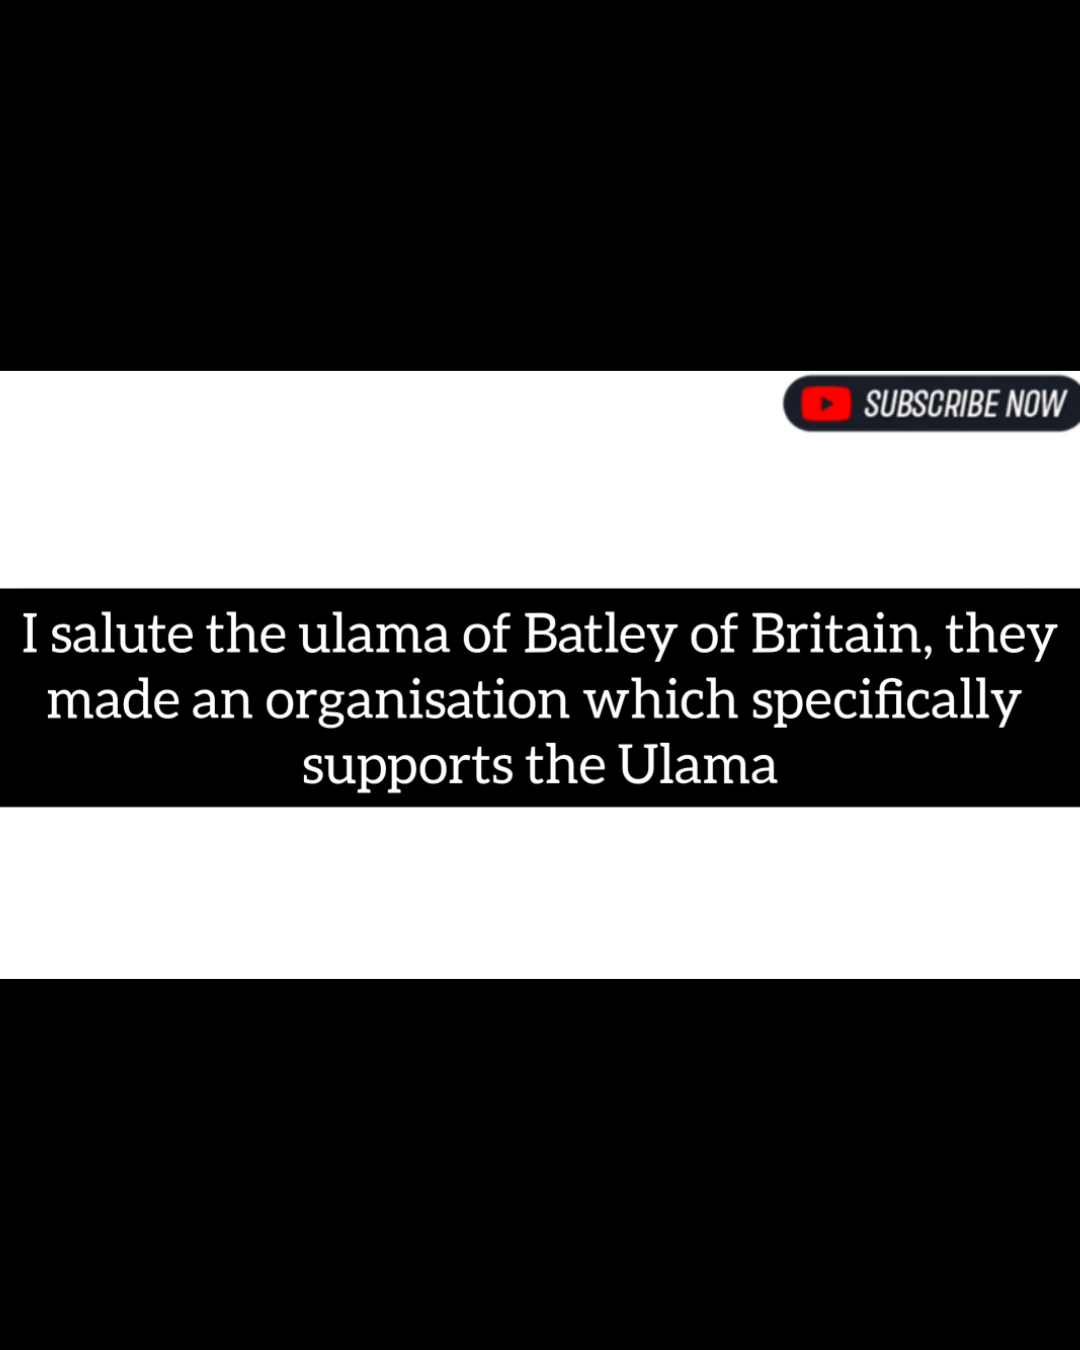 SUBSCRIBE NOW
I salute the ulama of Batley of Britain, they
made an organisation which specifically
supports the Ulama